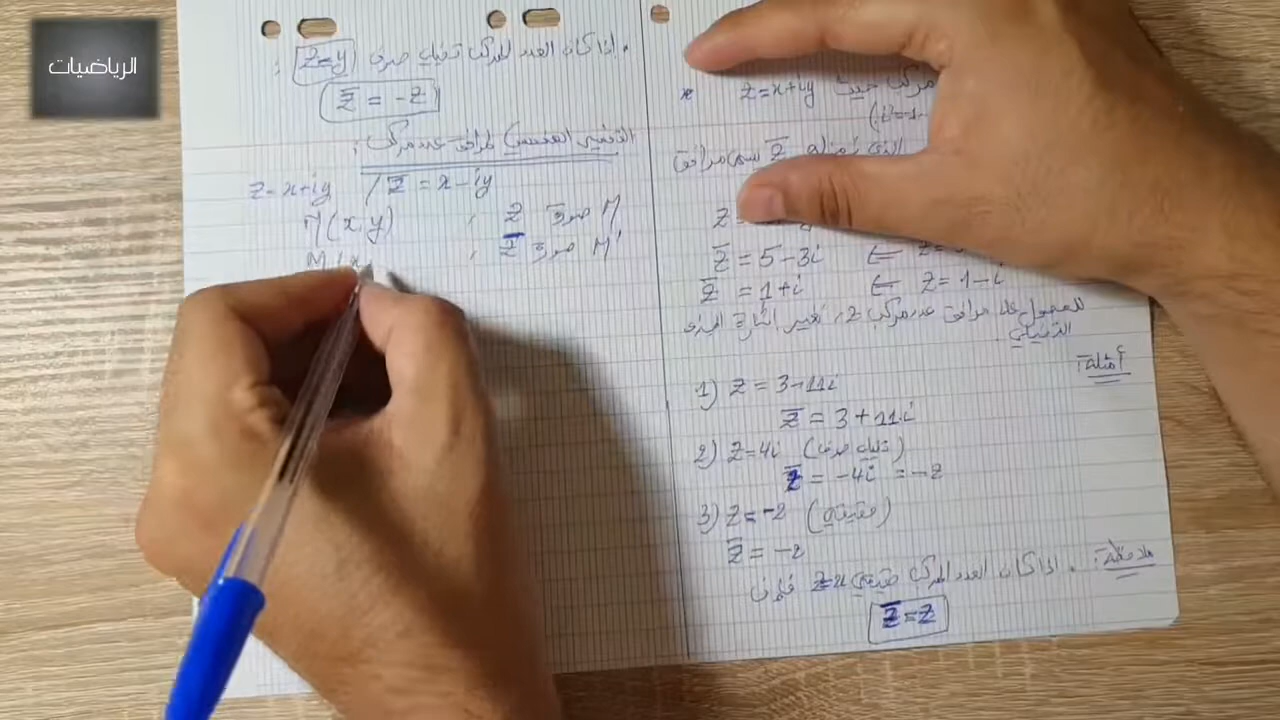 الرياضيات
* مركب حيث z=x+iy
z̄ = 5-3i ⇐
z̄ = 1+i ⇐ z = 1-i
للحصول على مرافق عدد مركب z، نغير إشارة الجزء
التخيلي.
أمثلة:
1) z = 3-11i
z̄ = 3+11i
2) z=4i (تخيلي صرف)
z̄ = -4i = -z
3) z=-2 (حقيقي)
z̄ = -2
ملاحظة: . إذا كان العدد المركب حقيقي z=x فإن
z̄=z
. إذا كان العدد المركب تخيلي صرف z=y :
z̄ = -z
التفسير الهندسي لمرافق عدد مركب:
z=x+iy / z̄ = x-iy
M صورة z ; M(x,y)
M' صورة z̄ ; M'(x